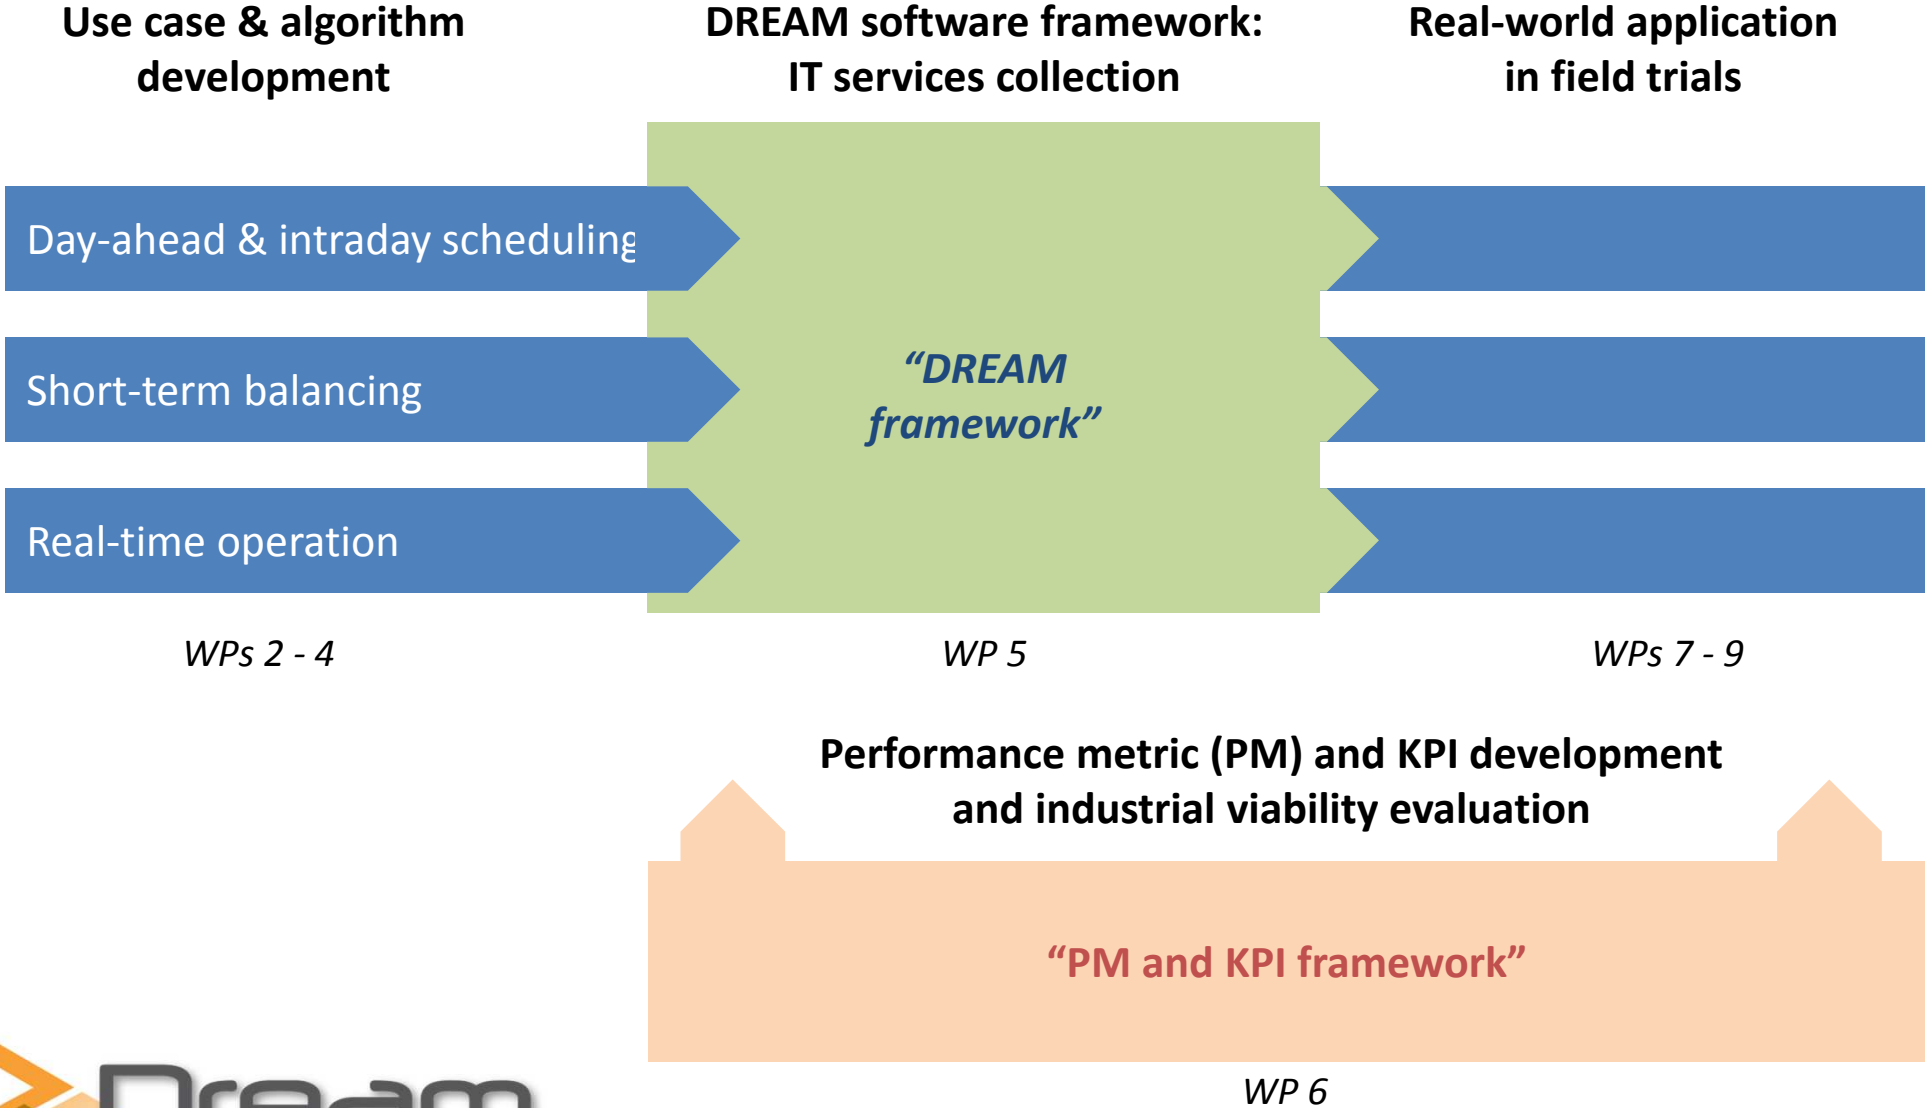 Use case & algorithm
development
DREAM software framework:
IT services collection
Real-world application
in field trials
Day-ahead & intraday scheduling
Short-term balancing
Real-time operation
“DREAM
framework”
WPs 2 - 4
WP 5
WPs 7 - 9
Performance metric (PM) and KPI development
and industrial viability evaluation
“PM and KPI framework”
WP 6
Dream